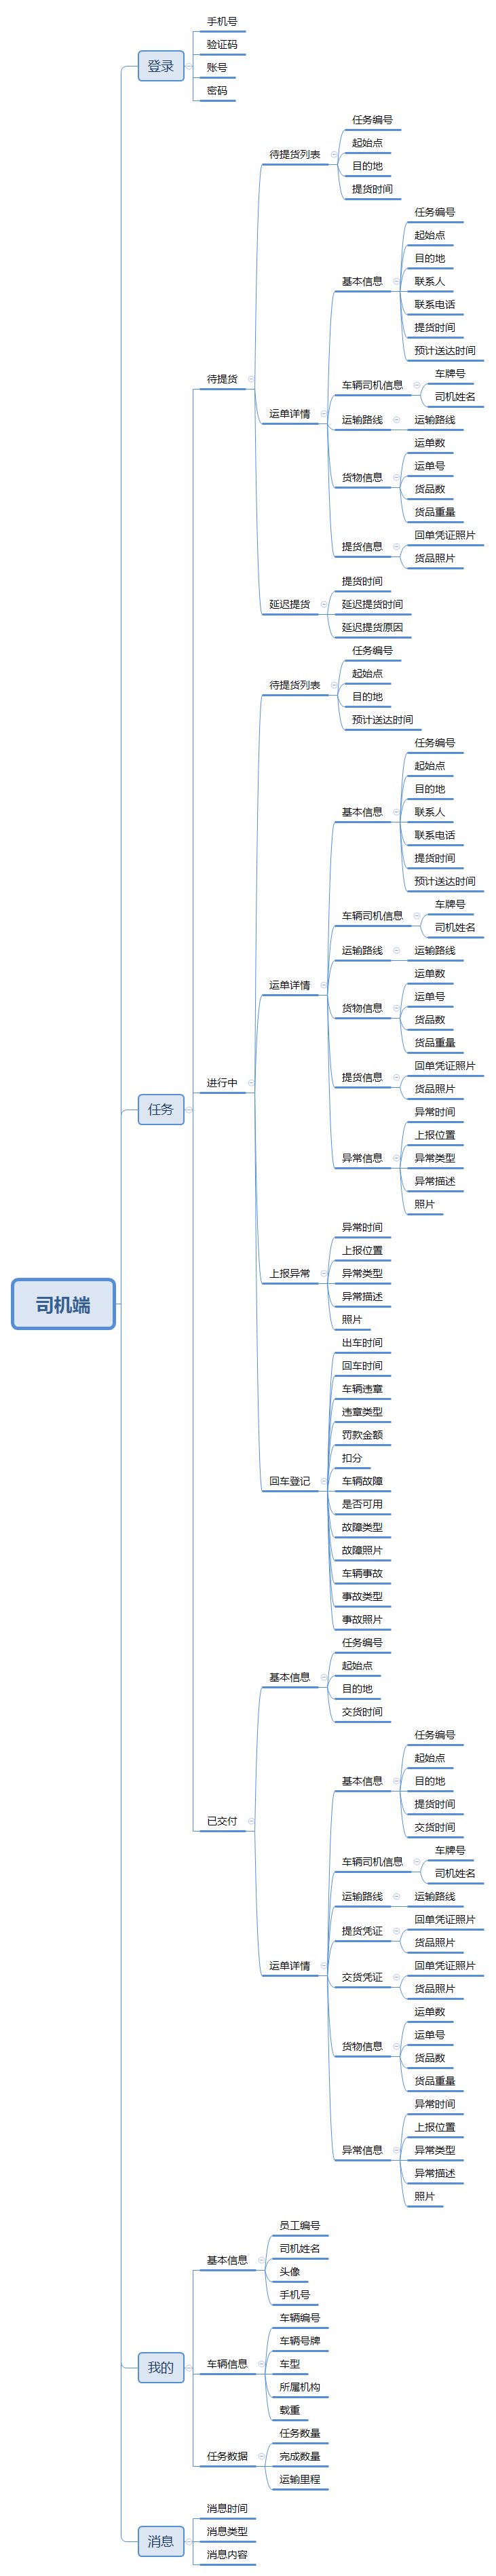 手机号
验证码
登录
账号
密码
任务编号
起始点
待提货列表
目的地
提货时间
任务编号
起始点
目的地
基本信息
联系人
联系电话
提货时间
预计送达时间
车牌号
待提货
车辆司机信息
司机姓名
运单详情
运输路线
运输路线
运单数
运单号
货物信息
货品数
货品重量
回单凭证照片
提货信息
货品照片
提货时间
延迟提货
延迟提货时间
延迟提货原因
任务编号
起始点
待提货列表
目的地
预计送达时间
任务编号
起始点
目的地
基本信息
联系人
联系电话
提货时间
预计送达时间
车牌号
车辆司机信息
司机姓名
运输路线
运输路线
运单数
运单详情
运单号
货物信息
货品数
货品重量
回单凭证照片
提货信息
进行中
货品照片
任务
异常时间
上报位置
异常信息
异常类型
异常描述
照片
异常时间
上报位置
上报异常
异常类型
司机端
异常描述
照片
出车时间
回车时间
车辆违章
违章类型
罚款金额
扣分
回车登记
车辆故障
是否可用
故障类型
故障照片
车辆事故
事故类型
事故照片
任务编号
起始点
基本信息
目的地
交货时间
任务编号
起始点
基本信息
目的地
提货时间
已交付
交货时间
车牌号
车辆司机信息
司机姓名
运输路线
运输路线
回单凭证照片
提货凭证
货品照片
运单详情
回单凭证照片
交货凭证
货品照片
运单数
运单号
货物信息
货品数
货品重量
异常时间
上报位置
异常信息
异常类型
异常描述
照片
员工编号
司机姓名
基本信息
头像
手机号
车辆编号
车辆号牌
我的
车辆信息
车型
所属机构
载重
任务数量
任务数据
完成数量
运输里程
消息时间
消息
消息类型
消息内容